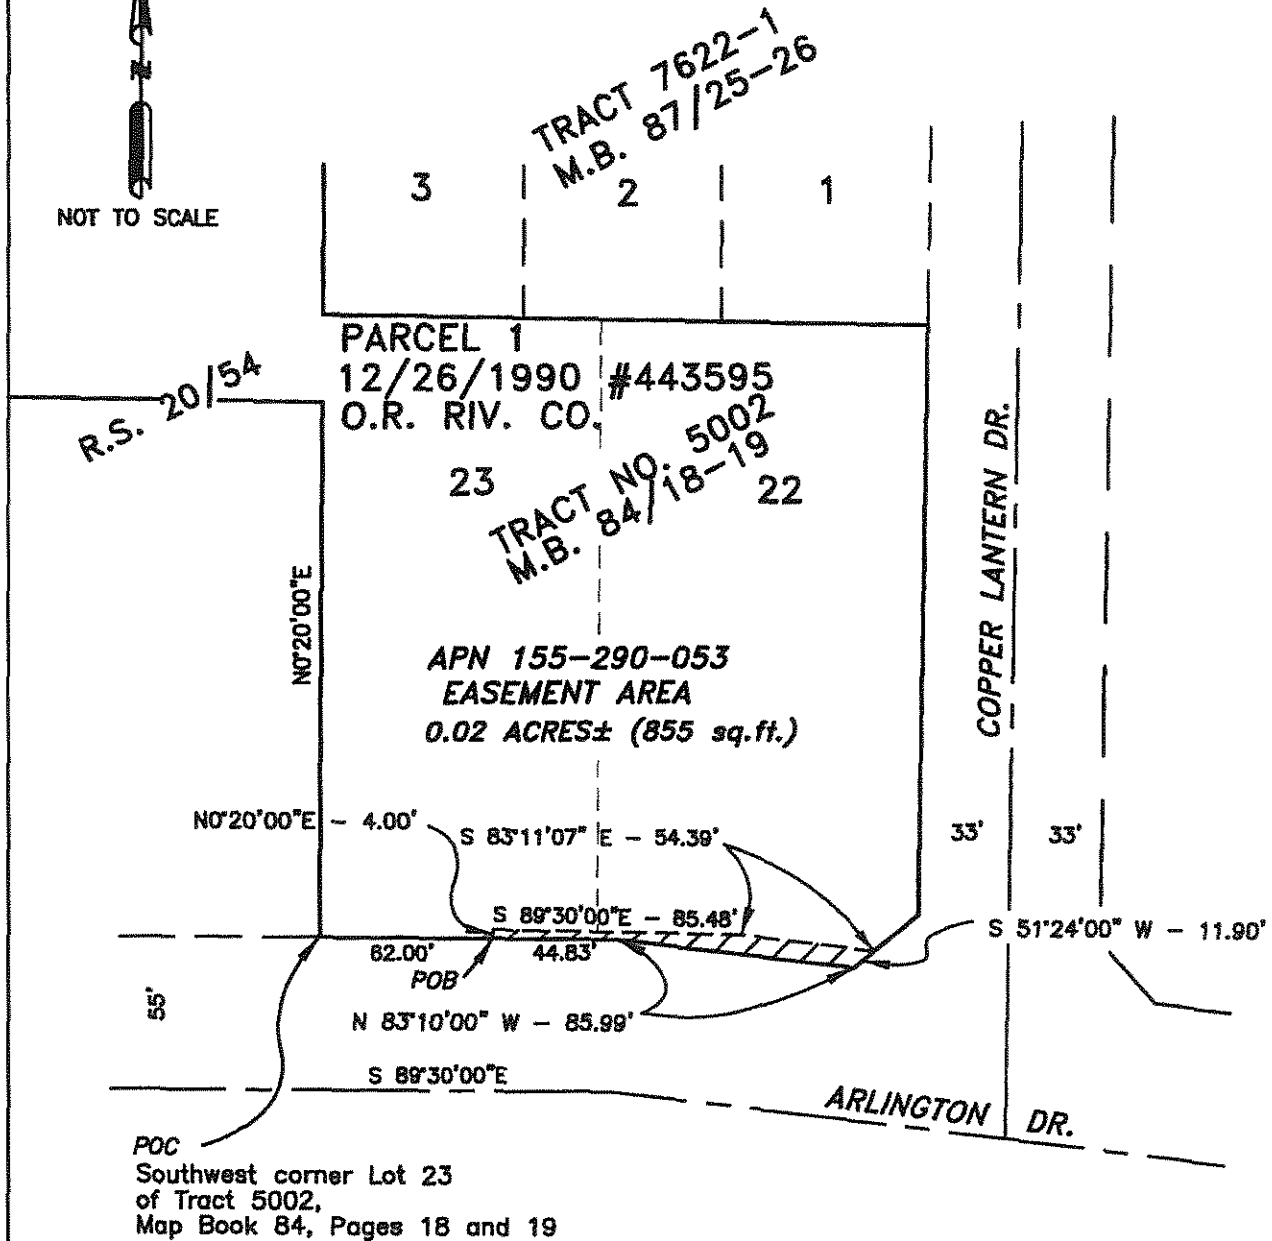 N
NOT TO SCALE
TRACT 7622-1
M.B. 87/25-26
3
2
1
PARCEL 1
12/26/1990 #443595
O.R. RIV. CO.
R.S. 20/54
TRACT NO. 5002
M.B. 84/18-19
23
22
COPPER LANTERN DR.
N0°20'00"E
APN 155-290-053
EASEMENT AREA
0.02 ACRES± (855 sq.ft.)
N0°20'00"E - 4.00'
S 83°11'07" E - 54.39'
33'
33'
S 89°30'00"E - 85.48'
S 51°24'00" W - 11.90'
62.00'
44.83'
POB
55'
N 83°10'00" W - 85.99'
S 89°30'00"E
ARLINGTON DR.
POC
Southwest corner Lot 23
of Tract 5002,
Map Book 84, Pages 18 and 19